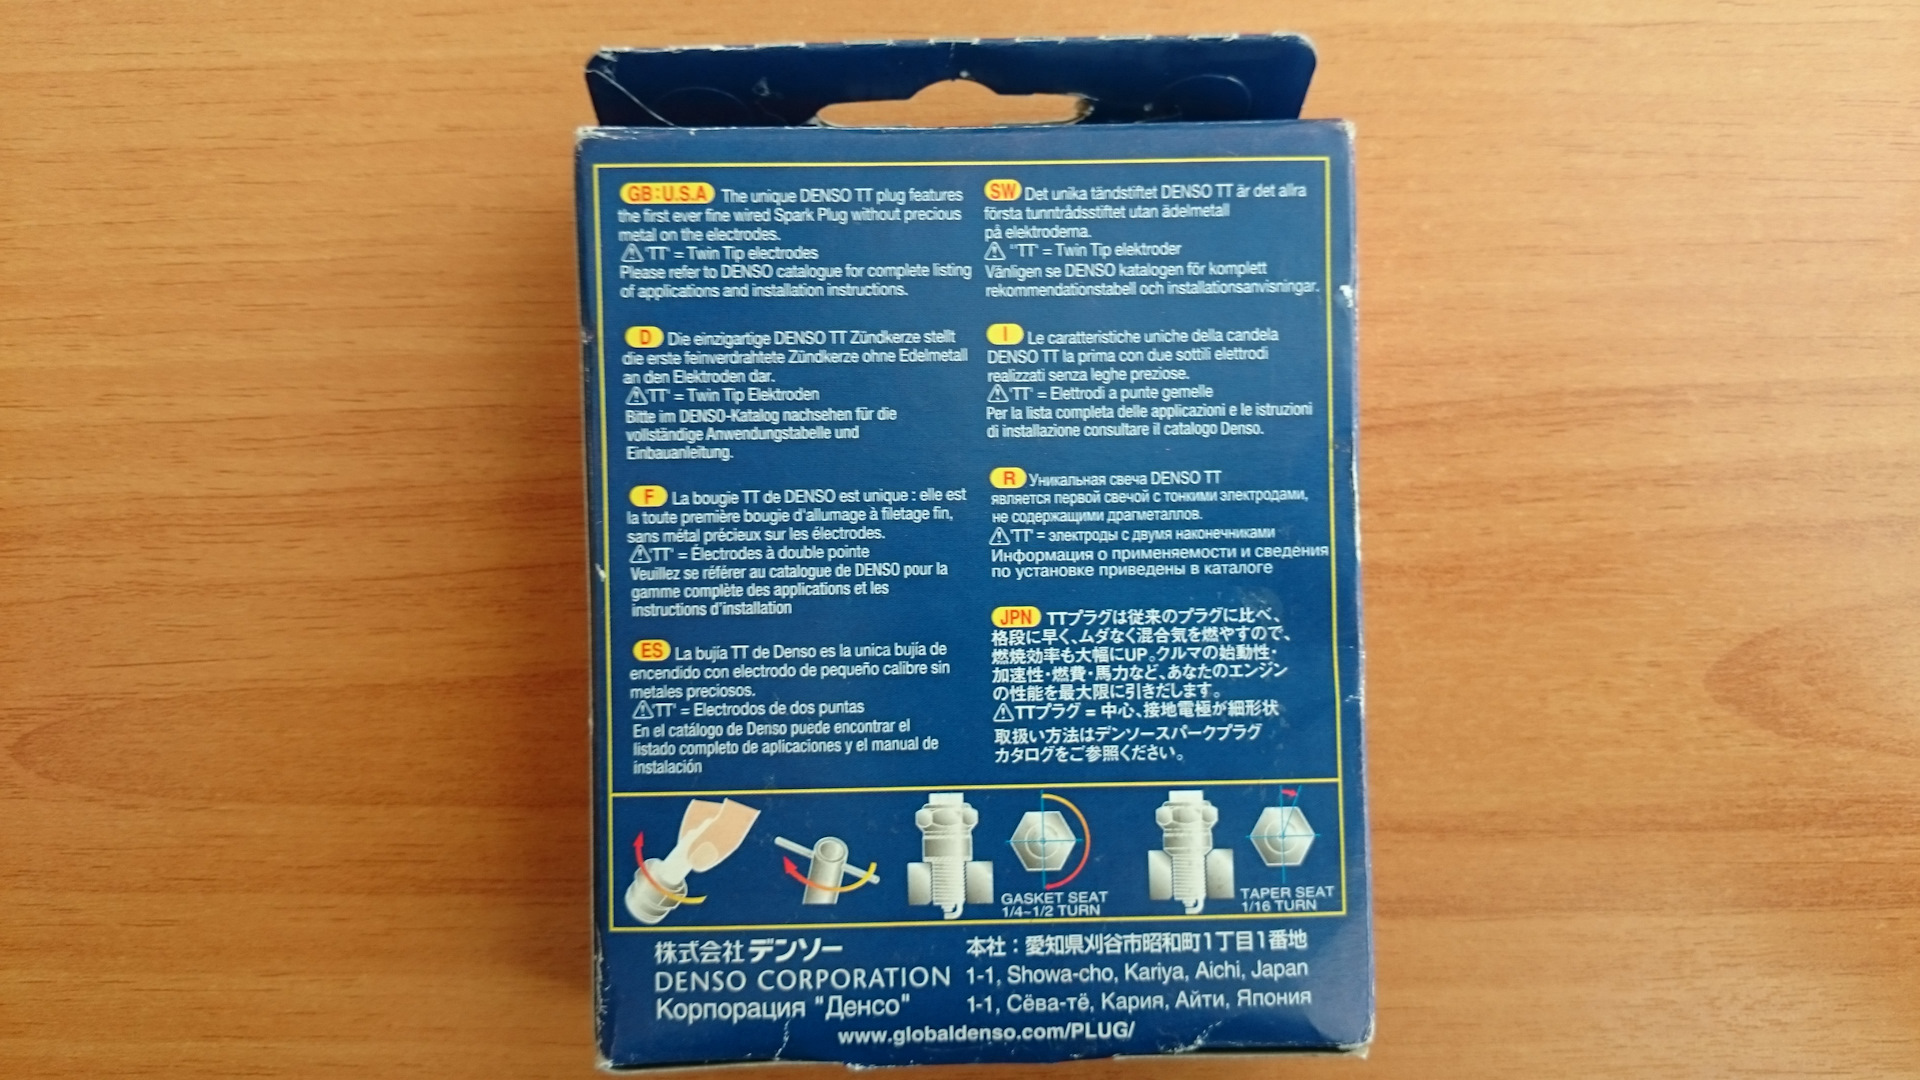 GB:U.S.A The unique DENSO TT plug features
the first ever fine wired Spark Plug without precious
metal on the electrodes.
'TT' = Twin Tip electrodes
Please refer to DENSO catalogue for complete listing
of applications and installation instructions.
D Die einzigartige DENSO TT Zündkerze stellt
die erste feinverdrahtete Zündkerze ohne Edelmetall
an den Elektroden dar.
'TT' = Twin Tip Elektroden
Bitte im DENSO-Katalog nachsehen für die
vollständige Anwendungstabelle und
Einbauanleitung.
F La bougie TT de DENSO est unique : elle est
la toute première bougie d'allumage à filetage fin,
sans métal précieux sur les électrodes.
'TT' = Électrodes à double pointe
Veuillez se référer au catalogue de DENSO pour la
gamme complète des applications et les
instructions d'installation
ES La bujía TT de Denso es la unica bujía de
encendido con electrodo de pequeño calibre sin
metales preciosos.
'TT' = Electrodos de dos puntas
En el catálogo de Denso puede encontrar el
listado completo de aplicaciones y el manual de
instalación
SW Det unika tändstiftet DENSO TT är det allra
första tunntrådsstiftet utan ädelmetall
på elektroderna.
"TT' = Twin Tip elektroder
Vänligen se DENSO katalogen för komplett
rekommendationstabell och installationsanvisningar.
I Le caratteristiche uniche della candela
DENSO TT la prima con due sottili elettrodi
realizzati senza leghe preziose.
'TT' = Elettrodi a punte gemelle
Per la lista completa delle applicazioni e le istruzioni
di installazione consultare il catalogo Denso.
R Уникальная свеча DENSO TT
является первой свечой с тонкими электродами,
не содержащими драгметаллов.
'TT' = электроды с двумя наконечниками
Информация о применяемости и сведения
по установке приведены в каталоге
JPN TTプラグは従来のプラグに比べ、
格段に早く、ムダなく混合気を燃やすので、
燃焼効率も大幅にUP。クルマの始動性・
加速性・燃費・馬力など、あなたのエンジン
の性能を最大限に引きだします。
TTプラグ = 中心、接地電極が細形状
取扱い方法はデンソースパークプラグ
カタログをご参照ください。
GASKET SEAT
1/4~1/2 TURN
TAPER SEAT
1/16 TURN
株式会社 デンソー
DENSO CORPORATION
Корпорация "Денсо"
本社：愛知県刈谷市昭和町1丁目1番地
1-1, Showa-cho, Kariya, Aichi, Japan
1-1, Сёва-тё, Кария, Айти, Япония
www.globaldenso.com/PLUG/